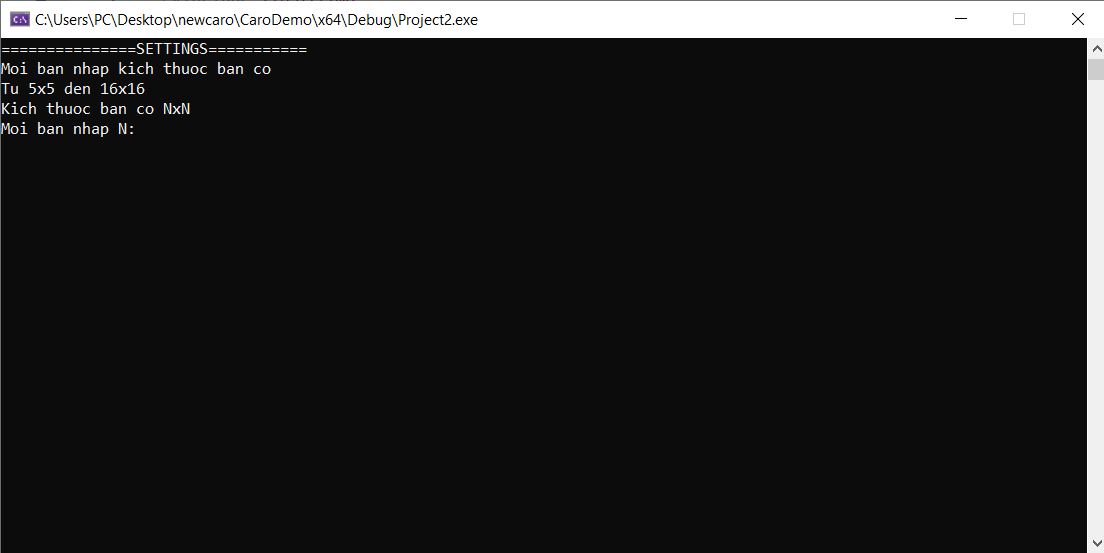 C:\Users\PC\Desktop\newcaro\CaroDemo\x64\Debug\Project2.exe
===============SETTINGS===========
Moi ban nhap kich thuoc ban co
Tu 5x5 den 16x16
Kich thuoc ban co NxN
Moi ban nhap N: